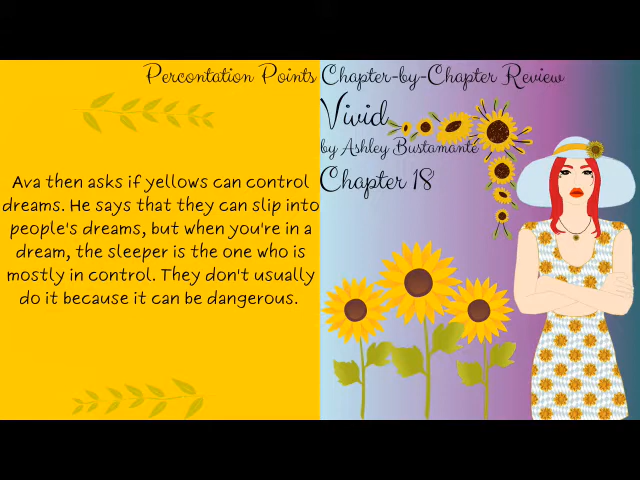 Percontation Points Chapter-by-Chapter Review
Vivid
by Ashley Bustamante
Chapter 18
Ava then asks if yellows can control
dreams. He says that they can slip into
people's dreams, but when you're in a
dream, the sleeper is the one who is
mostly in control. They don't usually
do it because it can be dangerous.